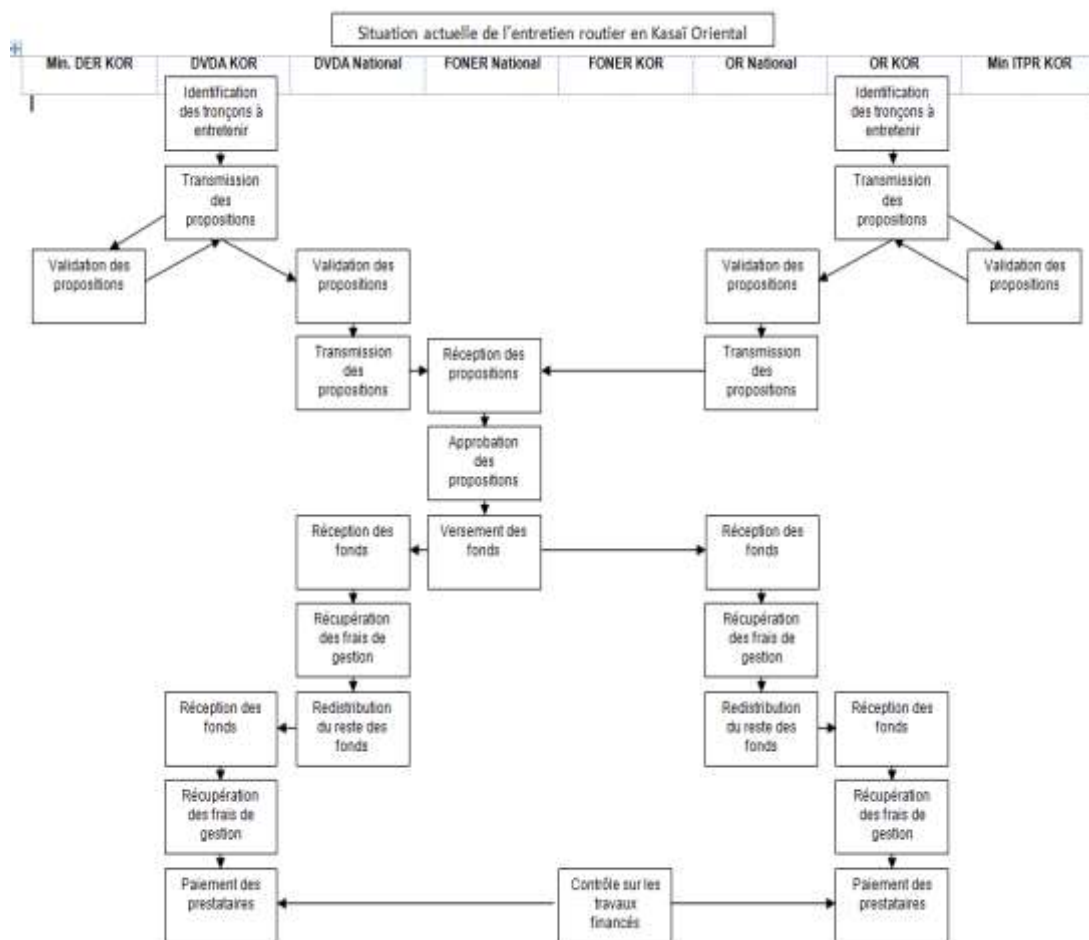 Situation actuelle de l'entretien routier en Kasaï Oriental
Min. DER KOR DVDA KOR DVDA National FONER National FONER KOR OR National OR KOR Min ITPR KOR
Identification
des tronçons à
entretenir
Identification
des tronçons à
entretenir
Transmission
des
propositions
Transmission
des
propositions
Validation des
propositions
Validation des
propositions
Validation des
propositions
Validation des
propositions
Transmission
des
propositions
Réception des
propositions
Transmission
des
propositions
Approbation
des
propositions
Réception des
fonds
Versement des
fonds
Réception des
fonds
Récupération
des frais de
gestion
Récupération
des frais de
gestion
Réception des
fonds
Redistribution
du reste des
fonds
Redistribution
du reste des
fonds
Réception des
fonds
Récupération
des frais de
gestion
Récupération
des frais de
gestion
Paiement des
prestataires
Contrôle sur les
travaux
financés
Paiement des
prestataires